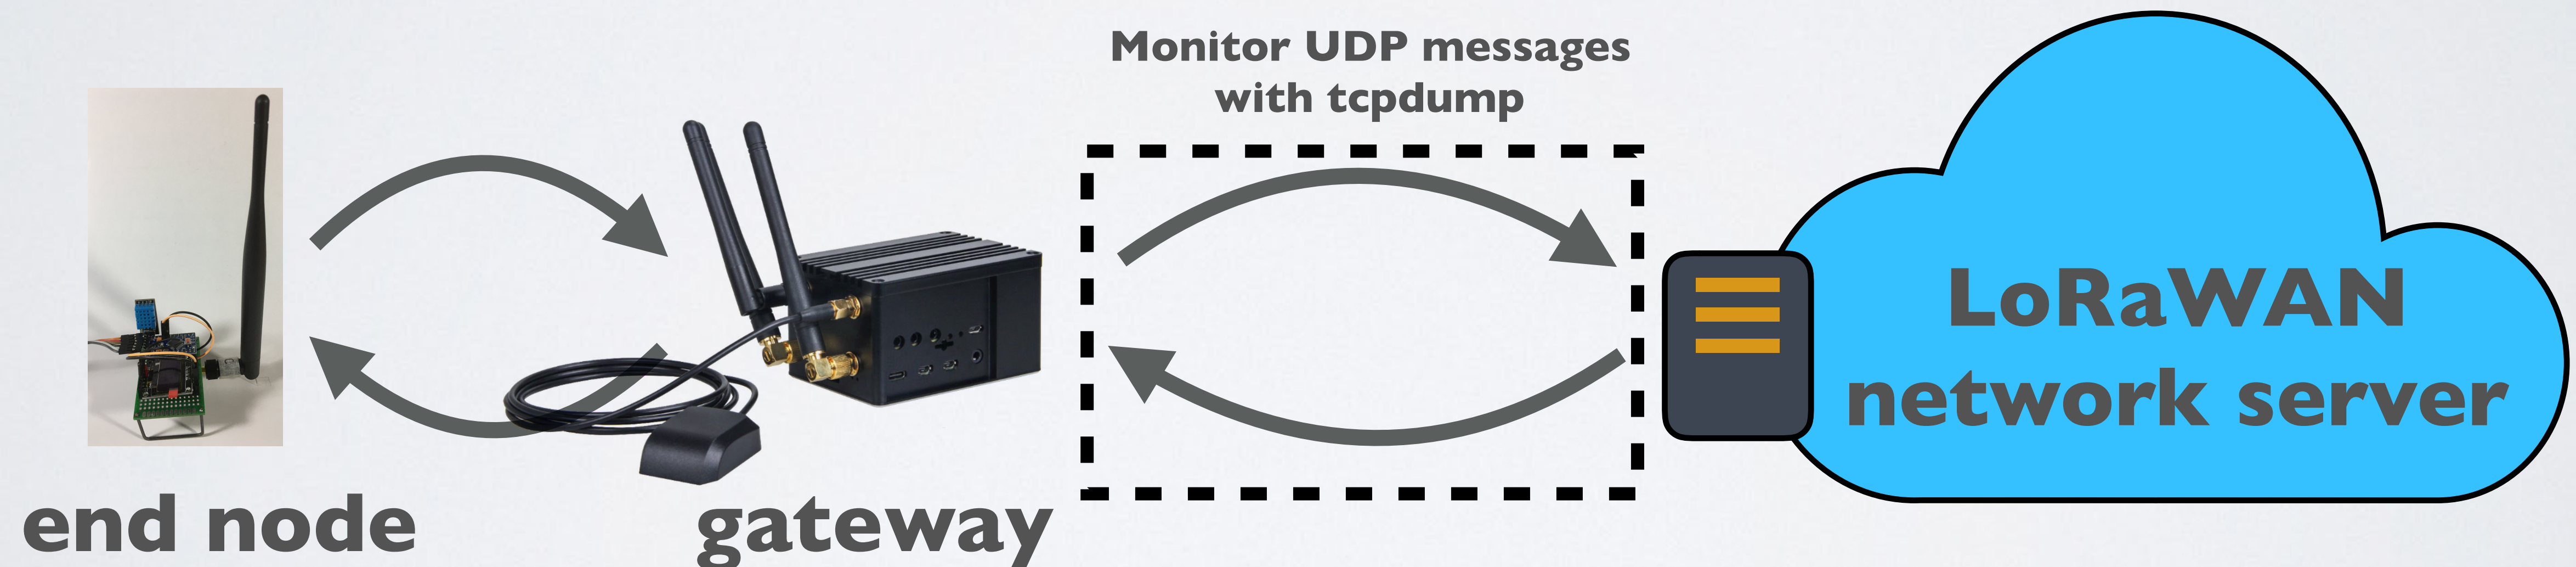 Monitor UDP messages
with tcpdump
LoRaWAN
network server
end node
gateway